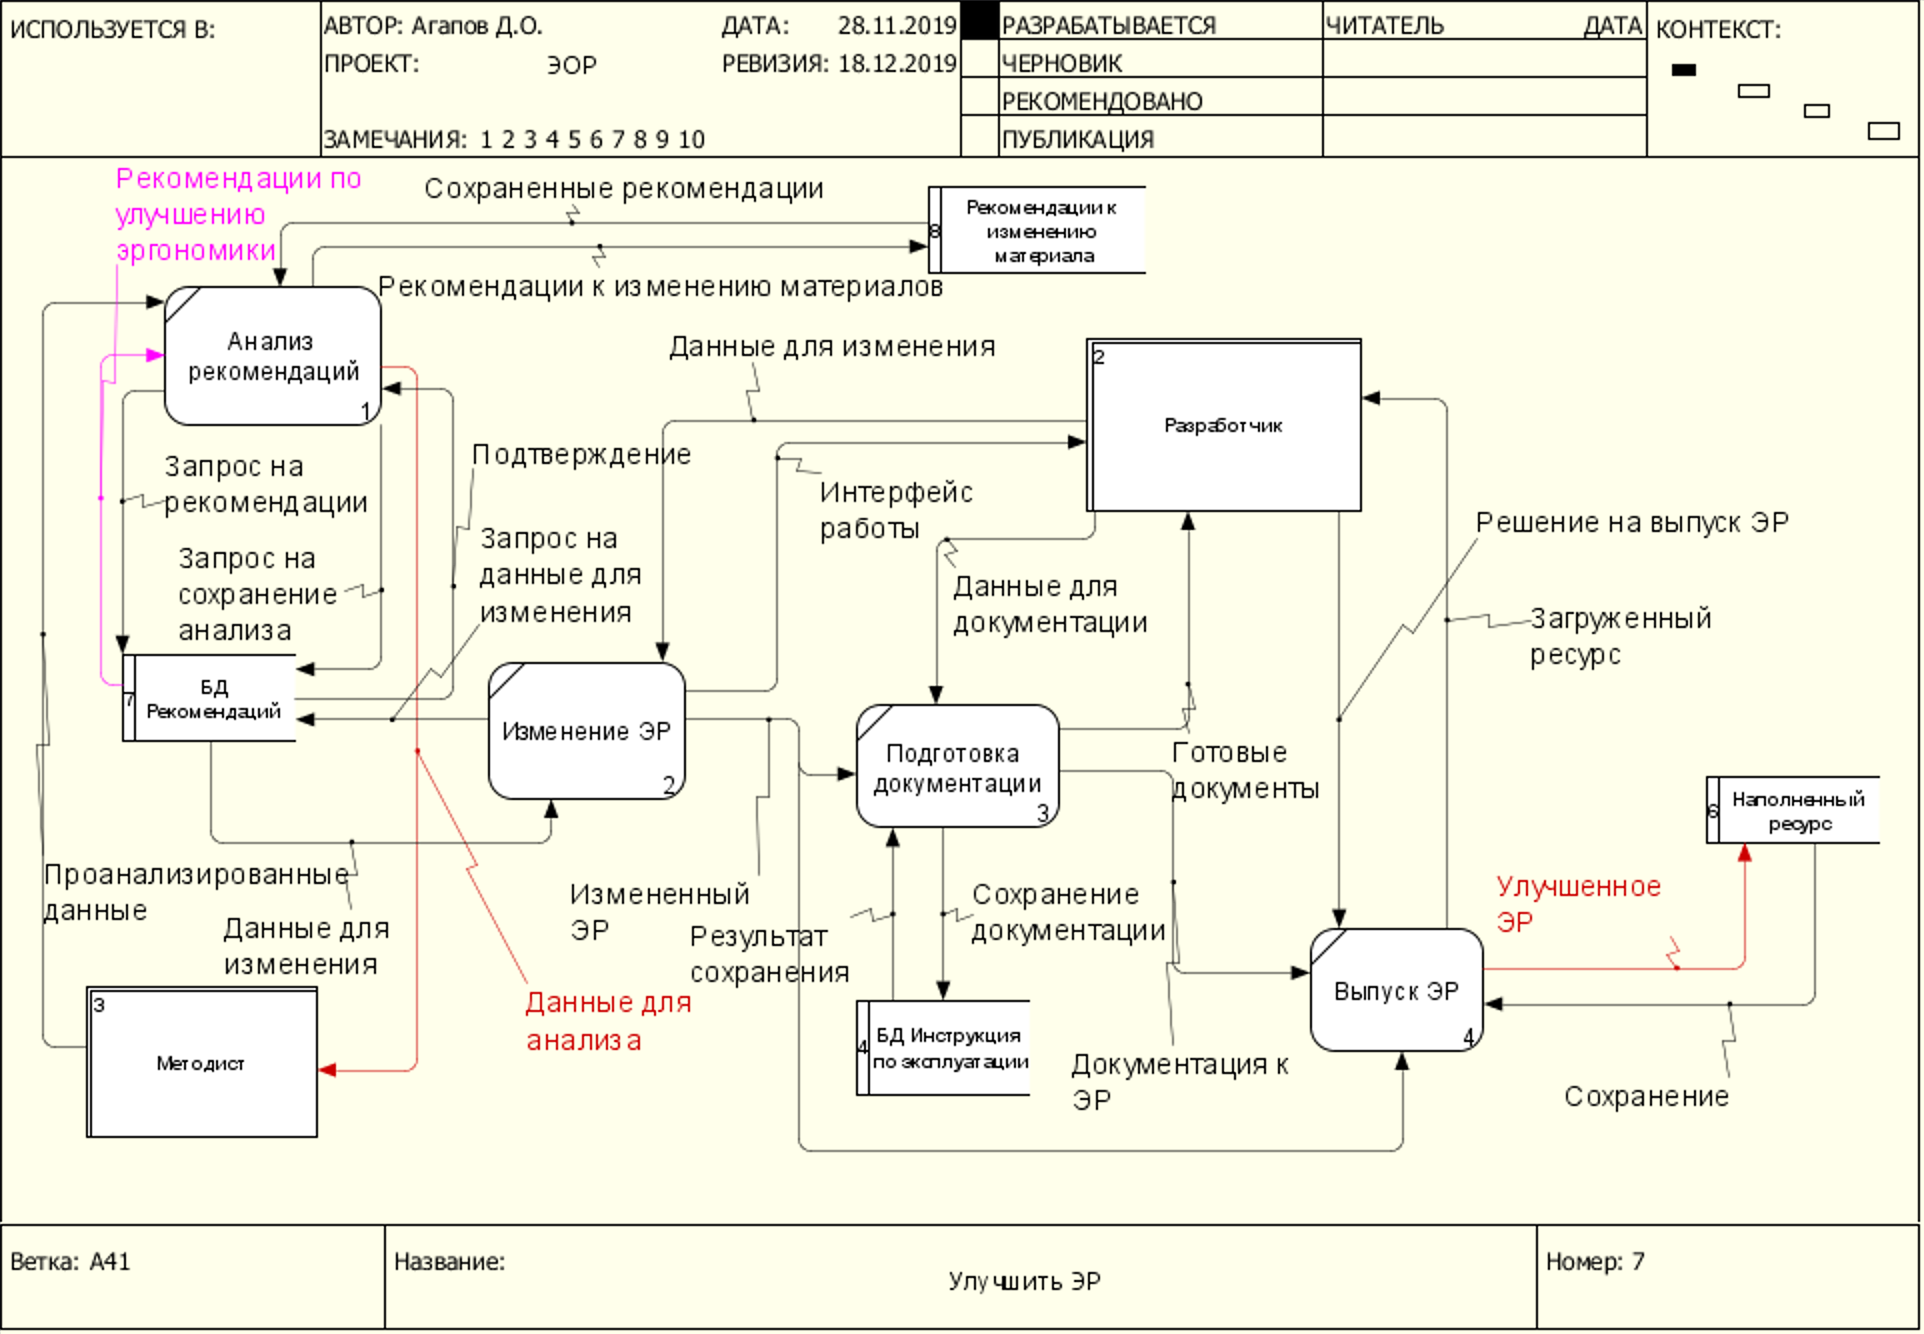 ИСПОЛЬЗУЕТСЯ В:
АВТОР: Агапов Д.О.
ДАТА: 28.11.2019
РАЗРАБАТЫВАЕТСЯ
ЧИТАТЕЛЬ
ДАТА
КОНТЕКСТ:
ПРОЕКТ: ЭОР
РЕВИЗИЯ: 18.12.2019
ЧЕРНОВИК
РЕКОМЕНДОВАНО
ЗАМЕЧАНИЯ: 1 2 3 4 5 6 7 8 9 10
ПУБЛИКАЦИЯ
Рекомендации по
улучшению
эргономики
Сохраненные рекомендации
8
Рекомендации к
изменению
материала
Рекомендации к изменению материалов
Анализ
рекомендаций
1
Данные для изменения
2
Разработчик
Подтверждение
Запрос на
рекомендации
Интерфейс
работы
Решение на выпуск ЭР
Запрос на
сохранение
анализа
Запрос на
данные для
изменения
Данные для
документации
Загруженный
ресурс
7
БД
Рекомендаций
Изменение ЭР
2
Подготовка
документации
3
Готовые
документы
6
Наполненный
ресурс
Проанализированные
данные
Данные для
изменения
Измененный
ЭР
Результат
сохранения
Сохранение
документации
Улучшенное
ЭР
3
Методист
Данные для
анализа
4
БД Инструкция
по эксплуатации
Документация к
ЭР
Выпуск ЭР
4
Сохранение
Ветка: A41
Название:
Улучшить ЭР
Номер: 7